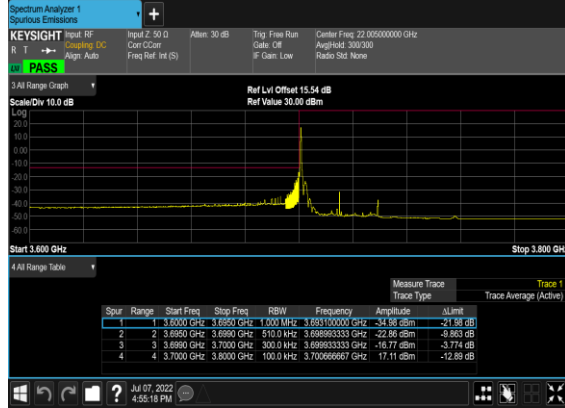 Spectrum Analyzer 1
Spurious Emissions
+
KEYSIGHT Input: RF Input Z: 50 Ω Atten: 30 dB Trig: Free Run Center Freq: 22.005000000 GHz
R T Coupling: DC Corr CCorr Gate: Off Avg|Hold: 300/300
Align: Auto Freq Ref: Int (S) IF Gain: Low Radio Std: None
PASS
3 All Range Graph
Ref Lvl Offset 15.54 dB
Scale/Div 10.0 dB Ref Value 30.00 dBm
Log
20.0
10.0
0.00
-10.0
-20.0
-30.0
-40.0
-50.0
-60.0
Start 3.600 GHz Stop 3.800 GH
4 All Range Table
Measure Trace Trace 1
Trace Type Trace Average (Active)
Spur Range Start Freq Stop Freq RBW Frequency Amplitude ΔLimit
1 1 3.6000 GHz 3.6950 GHz 1.000 MHz 3.693100000 GHz -34.98 dBm -21.98 dB
2 2 3.6950 GHz 3.6990 GHz 510.0 kHz 3.698993333 GHz -22.86 dBm -9.863 dB
3 3 3.6990 GHz 3.7000 GHz 300.0 kHz 3.699933333 GHz -16.77 dBm -3.774 dB
4 4 3.7000 GHz 3.8000 GHz 100.0 kHz 3.700666667 GHz 17.11 dBm -12.89 dB
? Jul 07, 2022
4:55:18 PM